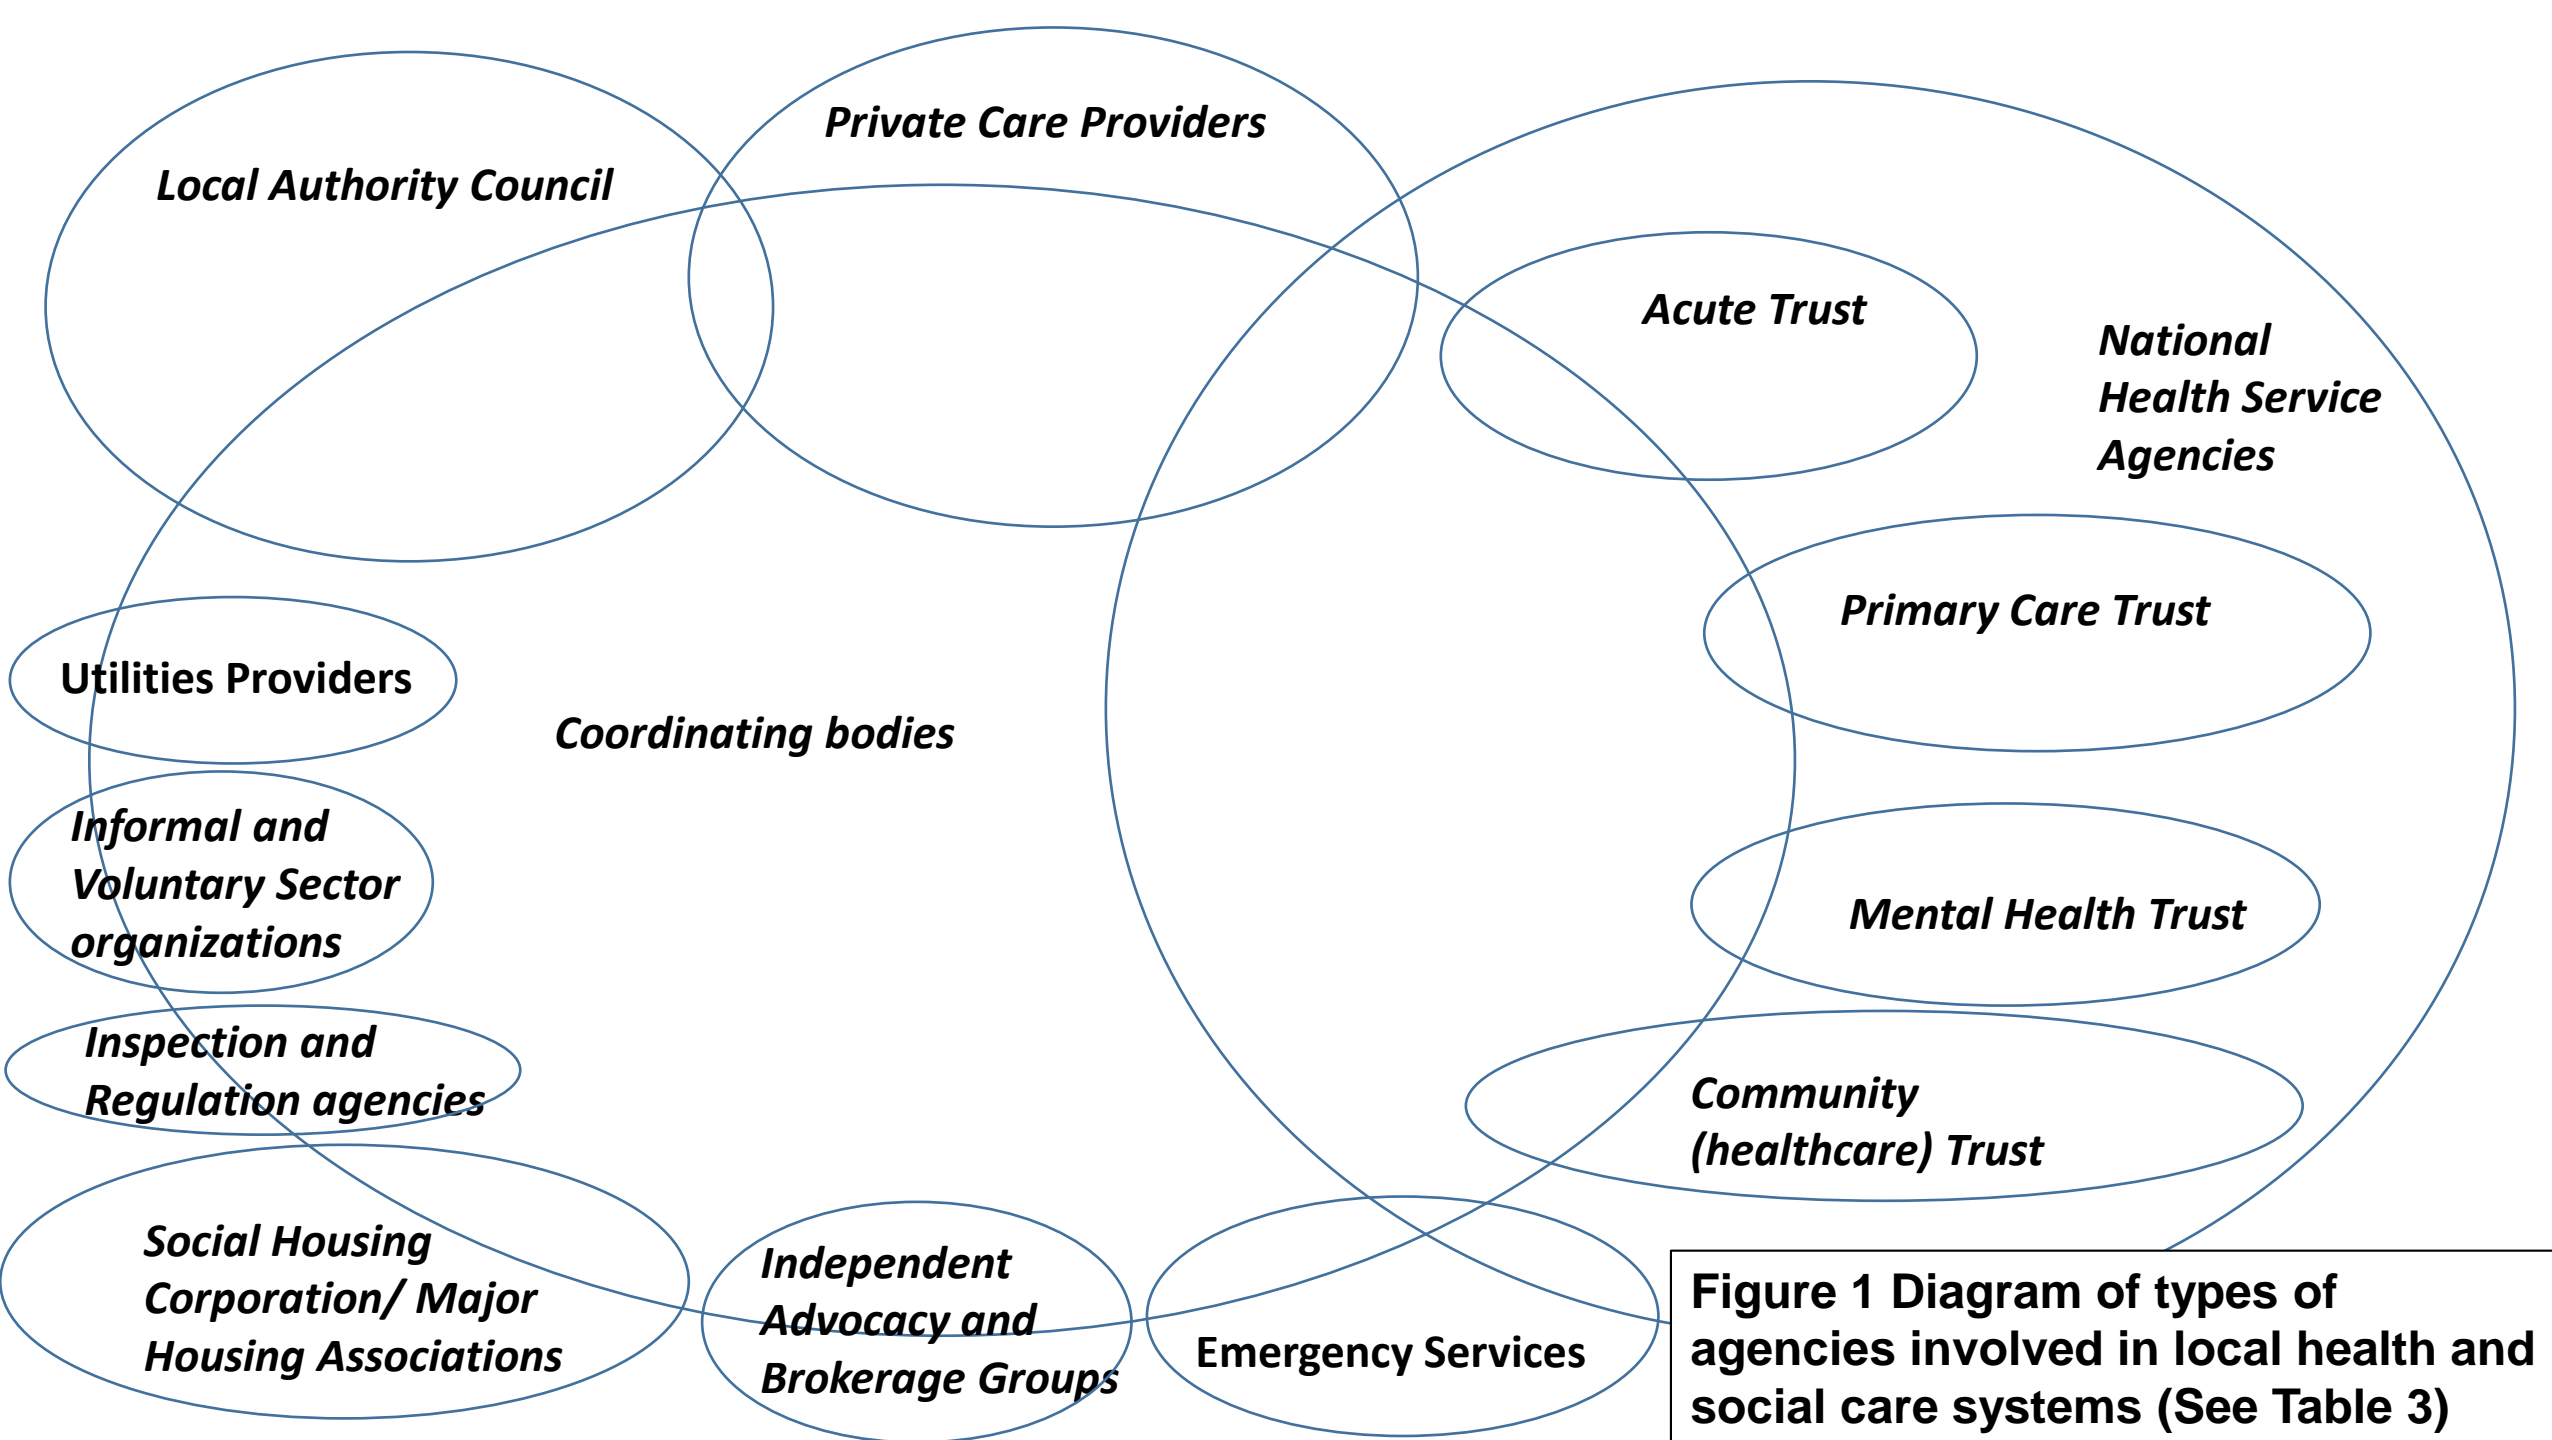 Private Care Providers
Local Authority Council
Acute Trust
National
Health Service
Agencies
Primary Care Trust
Utilities Providers
Coordinating bodies
Informal and
Voluntary Sector
organizations
Mental Health Trust
Inspection and
Regulation agencies
Community
(healthcare) Trust
Social Housing
Corporation/ Major
Housing Associations
Independent
Advocacy and
Brokerage Groups
Emergency Services
Figure 1 Diagram of types of
agencies involved in local health and
social care systems (See Table 3)